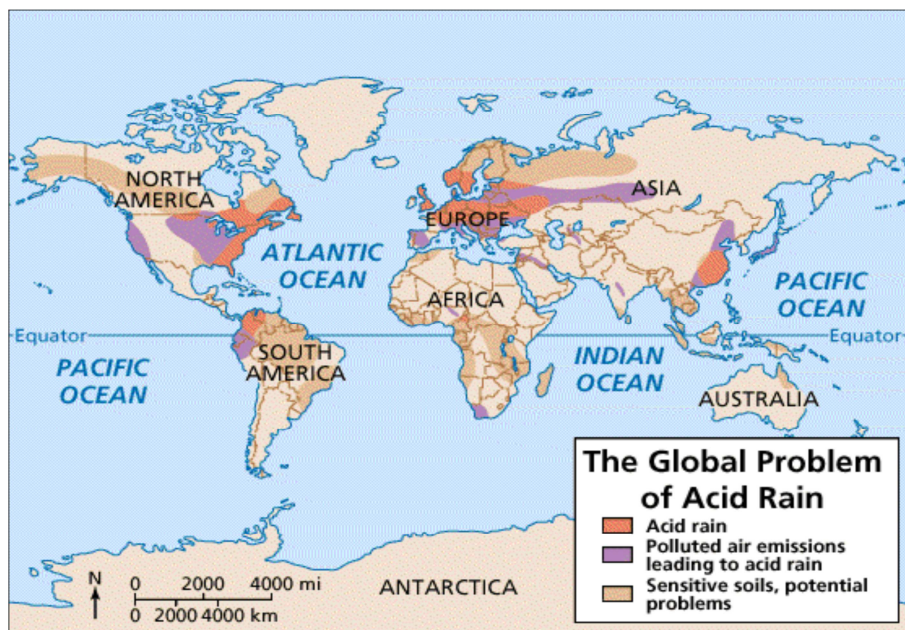 NORTH
AMERICA
ASIA
EUROPE
ATLANTIC
OCEAN
PACIFIC
OCEAN
AFRICA
Equator
Equator
SOUTH
AMERICA
INDIAN
OCEAN
PACIFIC
OCEAN
AUSTRALIA
The Global Problem
of Acid Rain
Acid rain
Polluted air emissions
leading to acid rain
Sensitive soils, potential
problems
N
0 2000 4000 mi
0 2000 4000 km
ANTARCTICA